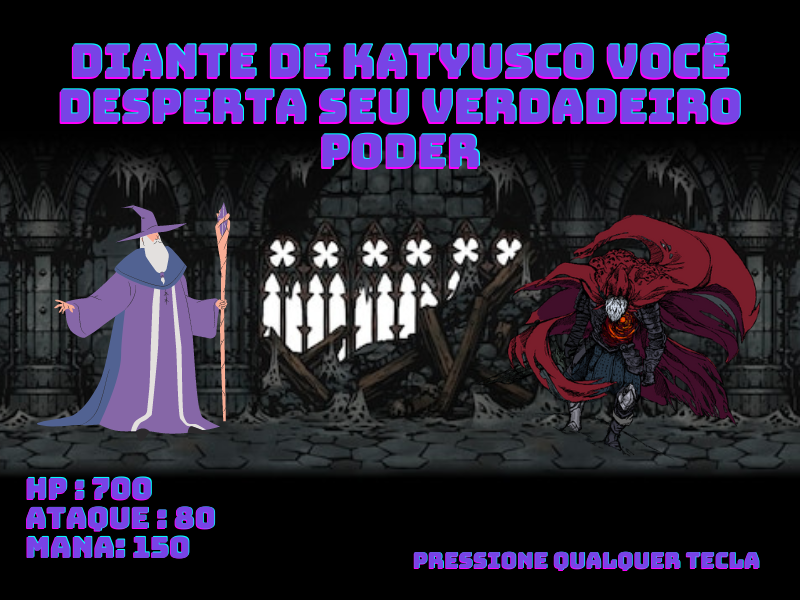 DIANTE DE KATYUSCO VOCÊ
DESPERTA SEU VERDADEIRO
PODER
HP : 700
ATAQUE : 80
MANA: 150
PRESSIONE QUALQUER TECLA